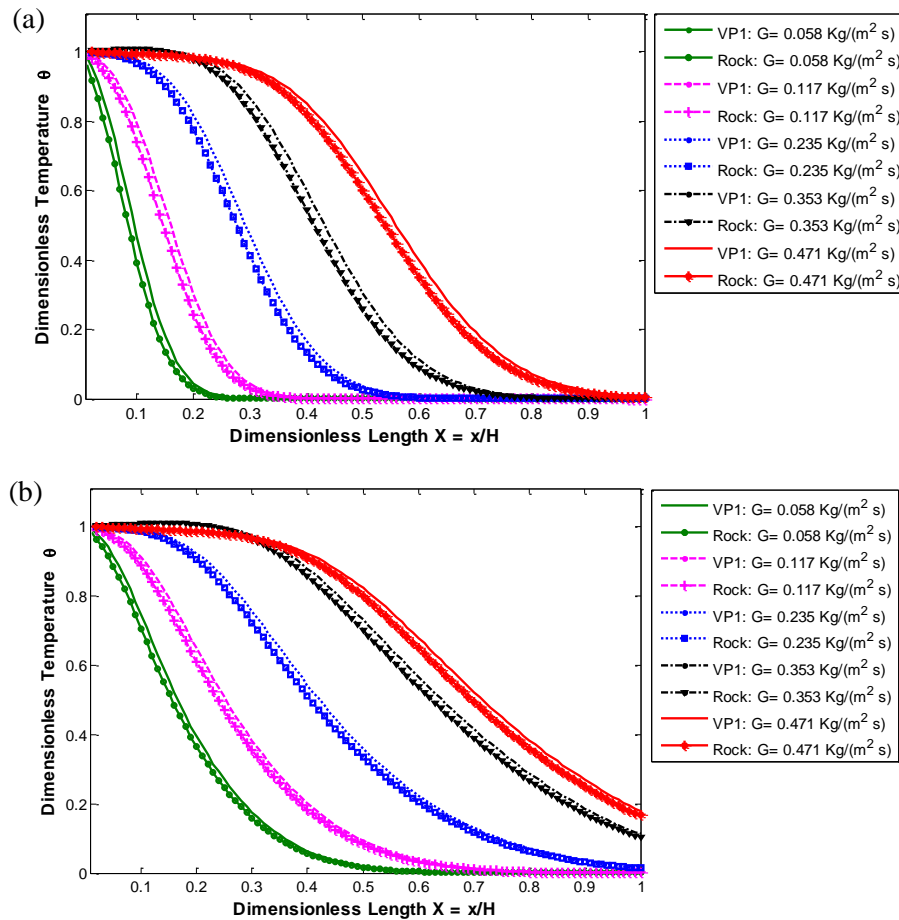 (a)
VP1: G= 0.058 Kg/(m² s)
Rock: G= 0.058 Kg/(m² s)
VP1: G= 0.117 Kg/(m² s)
Rock: G= 0.117 Kg/(m² s)
VP1: G= 0.235 Kg/(m² s)
Rock: G= 0.235 Kg/(m² s)
VP1: G= 0.353 Kg/(m² s)
Rock: G= 0.353 Kg/(m² s)
VP1: G= 0.471 Kg/(m² s)
Rock: G= 0.471 Kg/(m² s)
Dimensionless Temperature θ
1
0.8
0.6
0.4
0.2
0
0.1 0.2 0.3 0.4 0.5 0.6 0.7 0.8 0.9 1
Dimensionless Length X = x/H
(b)
VP1: G= 0.058 Kg/(m² s)
Rock: G= 0.058 Kg/(m² s)
VP1: G= 0.117 Kg/(m² s)
Rock: G= 0.117 Kg/(m² s)
VP1: G= 0.235 Kg/(m² s)
Rock: G= 0.235 Kg/(m² s)
VP1: G= 0.353 Kg/(m² s)
Rock: G= 0.353 Kg/(m² s)
VP1: G= 0.471 Kg/(m² s)
Rock: G= 0.471 Kg/(m² s)
Dimensionless Temperature θ
1
0.8
0.6
0.4
0.2
0
0.1 0.2 0.3 0.4 0.5 0.6 0.7 0.8 0.9 1
Dimensionless Length X = x/H